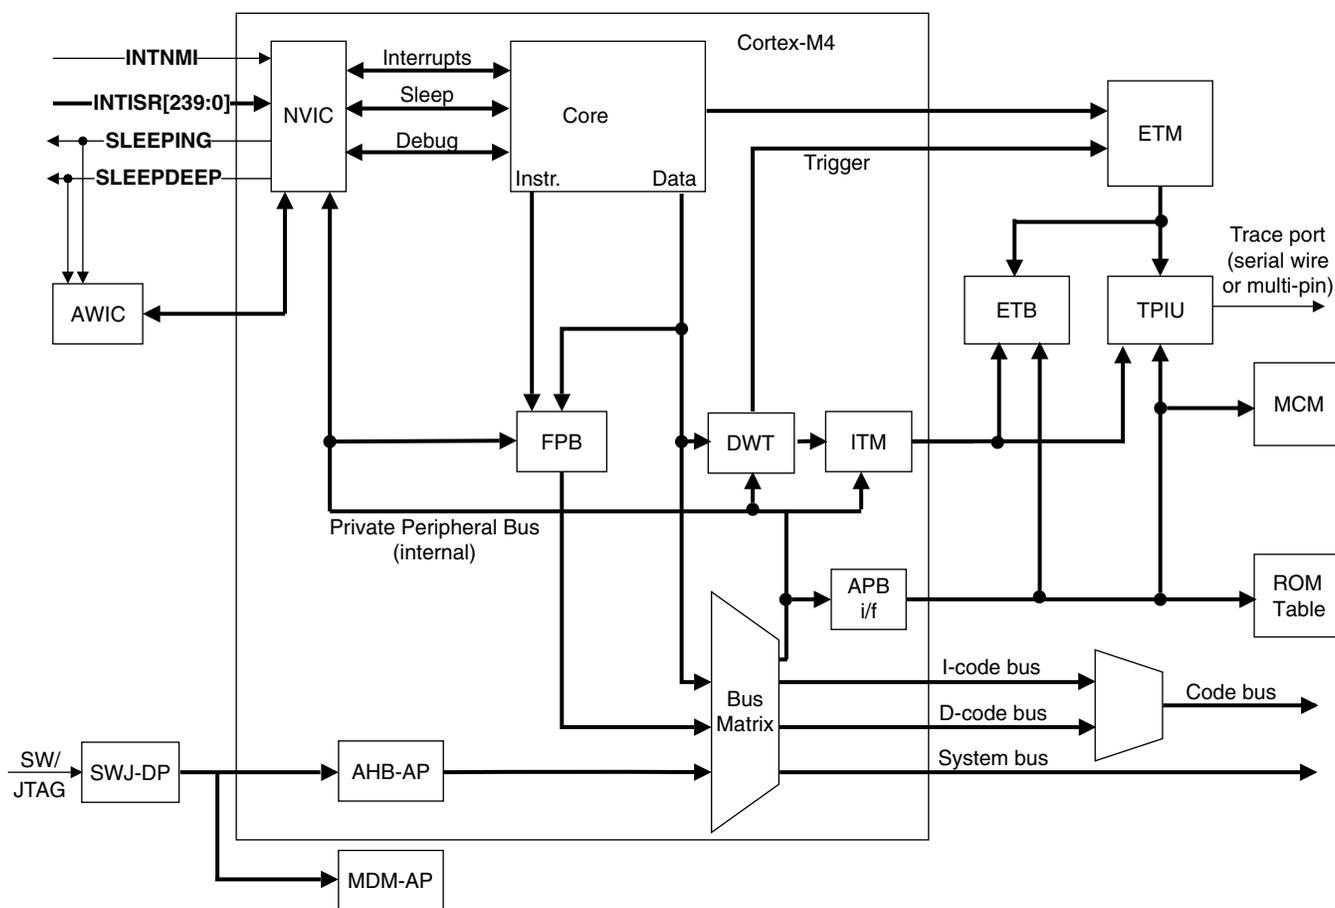 Cortex-M4
INTNMI
INTISR[239:0]
SLEEPING
SLEEPDEEP
NVIC
Interrupts
Sleep
Debug
Core
Instr.
Data
Trigger
ETM
Trace port
(serial wire
or multi-pin)
AWIC
ETB
TPIU
MCM
FPB
DWT
ITM
Private Peripheral Bus
(internal)
APB
i/f
ROM
Table
Bus
Matrix
I-code bus
D-code bus
System bus
Code bus
SW/
JTAG
SWJ-DP
AHB-AP
MDM-AP